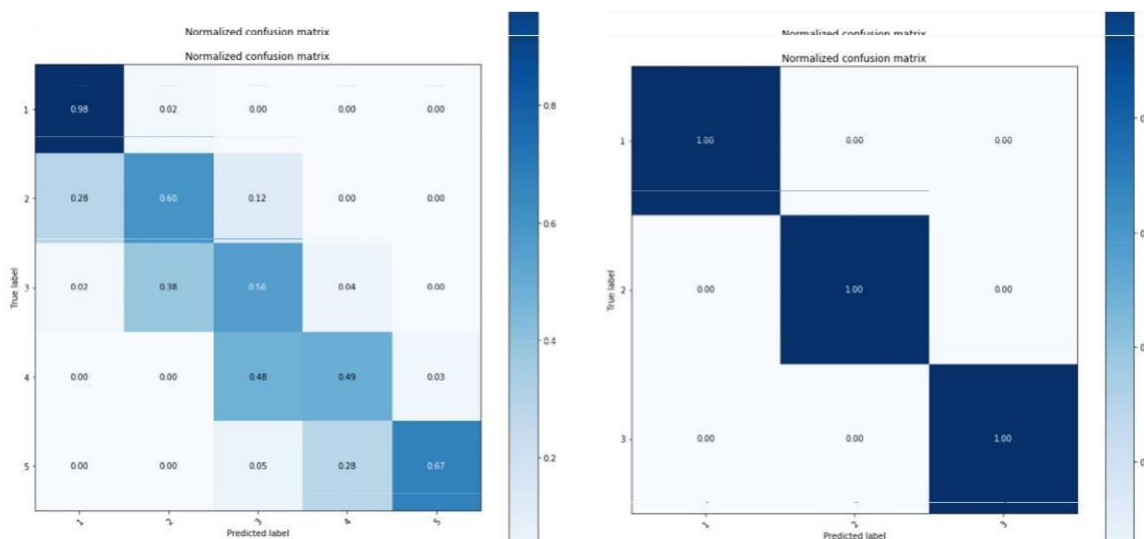 Normalized confusion matrix
Normalized confusion matrix
1 0.98 0.02 0.00 0.00 0.00
2 0.28 0.60 0.12 0.00 0.00
3 0.02 0.38 0.56 0.04 0.00
4 0.00 0.00 0.48 0.49 0.03
5 0.00 0.00 0.05 0.28 0.67
True label
1 2 3 4 5
Predicted label
0.8
0.6
0.4
0.2
Normalized confusion matrix
Normalized confusion matrix
1 1.00 0.00 0.00
2 0.00 1.00 0.00
3 0.00 0.00 1.00
True label
1 2 3
Predicted label